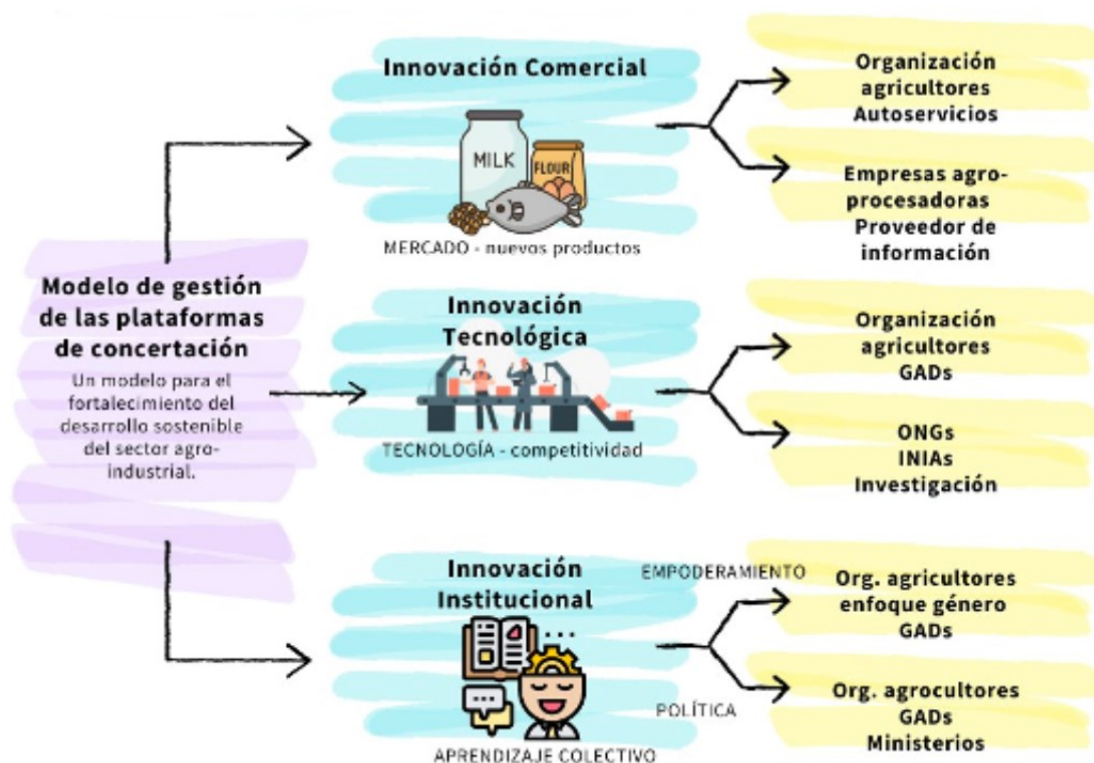 Modelo de gestión
de las plataformas
de concertación
Un modelo para el
fortalecimiento del
desarrollo sostenible
del sector agro-
industrial.
Innovación Comercial
MILK
FLOUR
MERCADO - nuevos productos
Organización
agricultores
Autoservicios
Empresas agro-
procesadoras
Proveedor de
información
Innovación
Tecnológica
TECNOLOGÍA - competitividad
Organización
agricultores
GADs
ONGs
INIAs
Investigación
Innovación
Institucional
APRENDIZAJE COLECTIVO
EMPODERAMIENTO
Org. agricultores
enfoque género
GADs
POLÍTICA
Org. agrocultores
GADs
Ministerios